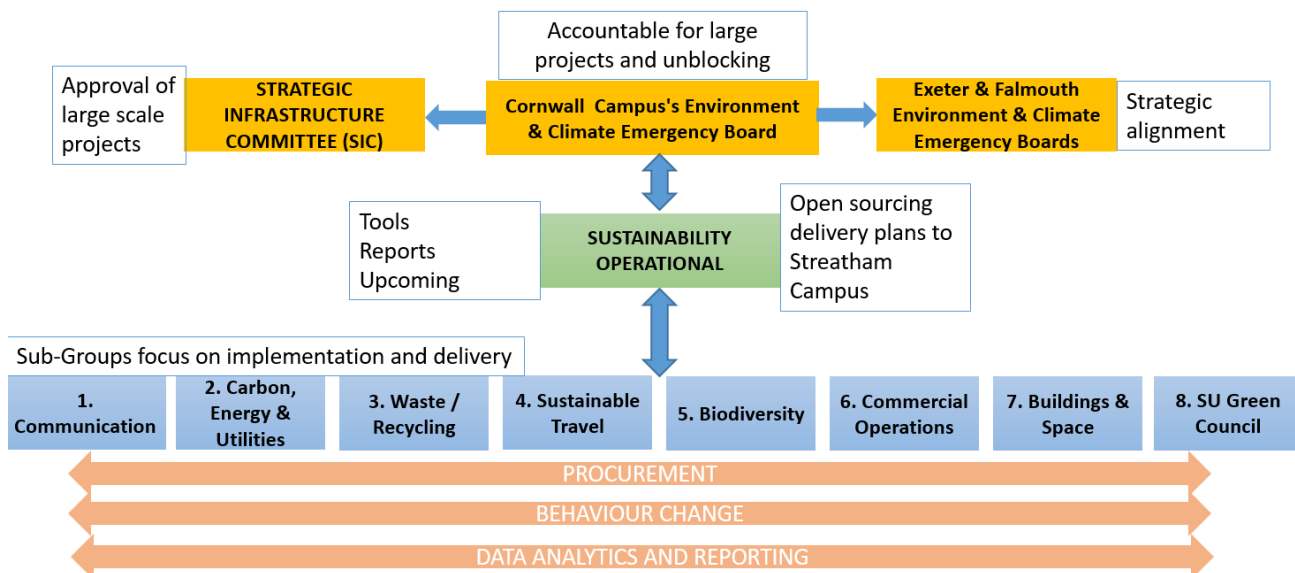 Accountable for large
projects and unblocking
Approval of
large scale
projects
STRATEGIC
INFRASTRUCTURE
COMMITTEE (SIC)
Cornwall  Campus's Environment
& Climate Emergency Board
Exeter & Falmouth
Environment & Climate
Emergency Boards
Strategic
alignment
Tools
Reports
Upcoming
SUSTAINABILITY
OPERATIONAL
Open sourcing
delivery plans to
Streatham
Campus
Sub-Groups focus on implementation and delivery
1.
Communication
2. Carbon,
Energy &
Utilities
3. Waste /
Recycling
4. Sustainable
Travel
5. Biodiversity
6. Commercial
Operations
7. Buildings &
Space
8. SU Green
Council
PROCUREMENT
BEHAVIOUR CHANGE
DATA ANALYTICS AND REPORTING